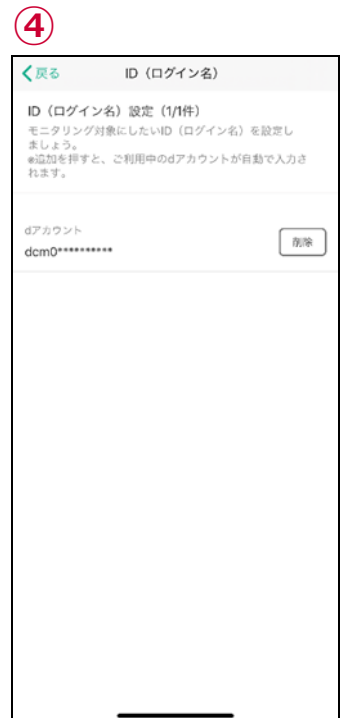 ④
戻る ID（ログイン名）
ID（ログイン名）設定（1/1件）
モニタリング対象にしたいID（ログイン名）を設定し
ましょう。
※追加を押すと、ご利用中のdアカウントが自動で入力さ
れます。
dアカウント
dcm0**********
削除